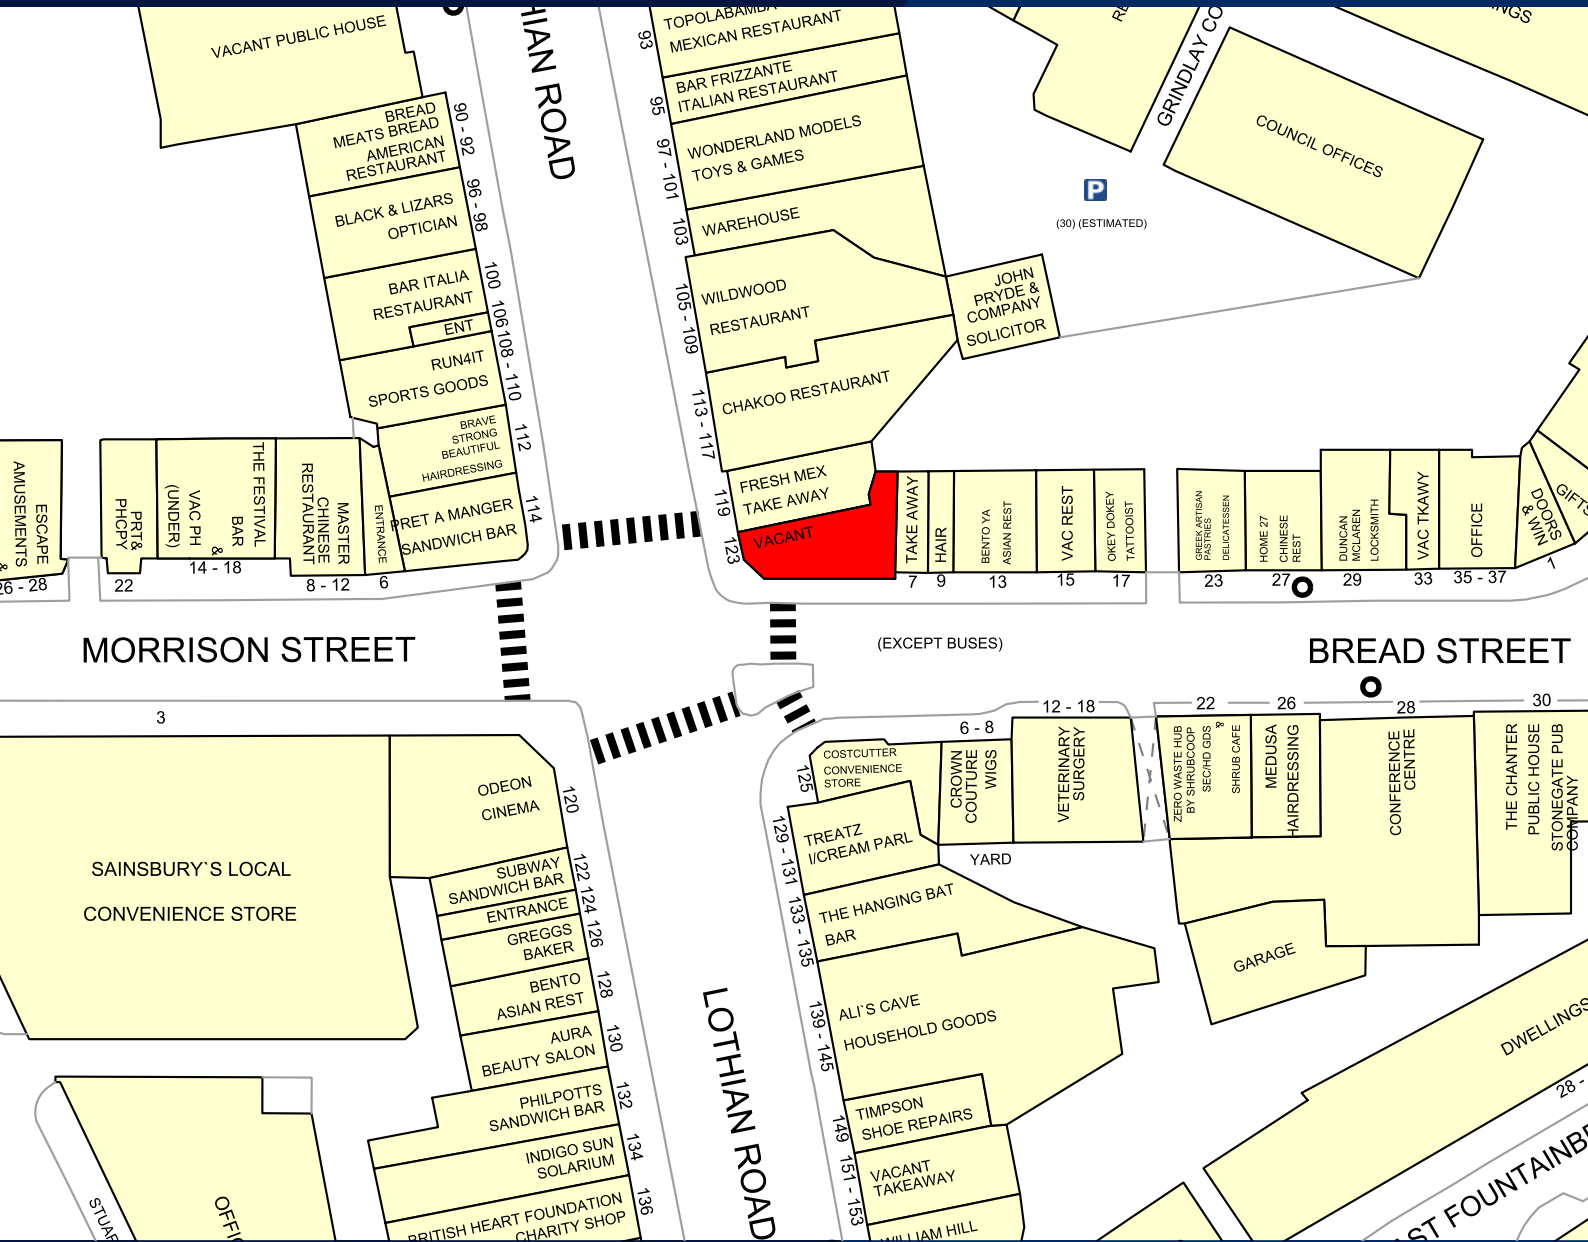 VACANT PUBLIC HOUSE
HIAN ROAD
93
TOPOLABAMBA
MEXICAN RESTAURANT
BAR FRIZZANTE
ITALIAN RESTAURANT
95
WONDERLAND MODELS
TOYS & GAMES
97 - 101
WAREHOUSE
103
WILDWOOD
RESTAURANT
105 - 109
CHAKOO RESTAURANT
113 - 117
FRESH MEX
TAKE AWAY
119
VACANT
123
JOHN
PRYDE &
COMPANY
SOLICITOR
GRINDLAY CO
RE
NGS
COUNCIL OFFICES
P
(30) (ESTIMATED)
BREAD
MEATS BREAD
AMERICAN
RESTAURANT
90 - 92
BLACK & LIZARS
OPTICIAN
96 - 98
BAR ITALIA
RESTAURANT
100
ENT
106
RUN4IT
SPORTS GOODS
108 - 110
BRAVE
STRONG
BEAUTIFUL
HAIRDRESSING
112
PRET A MANGER
SANDWICH BAR
114
ESCAPE
AMUSEMENTS
&
26 - 28
PRT&
PHCPY
22
THE FESTIVAL
BAR
&
VAC PH
(UNDER)
14 - 18
MASTER
CHINESE
RESTAURANT
8 - 12
ENTRANCE
6
TAKE AWAY
7
HAIR
9
BENTO YA
ASIAN REST
13
VAC REST
15
OKEY DOKEY
TATTOOIST
17
GREEK ARTISAN
PASTRIES
DELICATESSEN
23
HOME 27
CHINESE
REST
27
DUNCAN
MCLAREN
LOCKSMITH
29
VAC TKAWY
33
OFFICE
35 - 37
DOORS
& WIN
1
GIFTS
MORRISON STREET
(EXCEPT BUSES)
BREAD STREET
3
SAINSBURY`S LOCAL
CONVENIENCE STORE
ODEON
CINEMA
120
SUBWAY
SANDWICH BAR
122
ENTRANCE
124
GREGGS
BAKER
126
BENTO
ASIAN REST
128
AURA
BEAUTY SALON
130
PHILPOTTS
SANDWICH BAR
132
INDIGO SUN
SOLARIUM
134
BRITISH HEART FOUNDATION
CHARITY SHOP
136
STUAR
OFFIC
LOTHIAN ROAD
COSTCUTTER
CONVENIENCE
STORE
125
CROWN
COUTURE
WIGS
6 - 8
VETERINARY
SURGERY
12 - 18
YARD
TREATZ
I/CREAM PARL
129 - 131
THE HANGING BAT
BAR
133 - 135
ALI`S CAVE
HOUSEHOLD GOODS
139 - 145
TIMPSON
SHOE REPAIRS
149
VACANT
TAKEAWAY
151 - 153
WILLIAM HILL
ZERO WASTE HUB
BY SHRUBCOOP
SEC/HD GDS
&
SHRUB CAFE
22
MEDUSA
HAIRDRESSING
26
CONFERENCE
CENTRE
28
THE CHANTER
PUBLIC HOUSE
STONEGATE PUB
COMPANY
30
GARAGE
DWELLINGS
28 -
AST FOUNTAINB